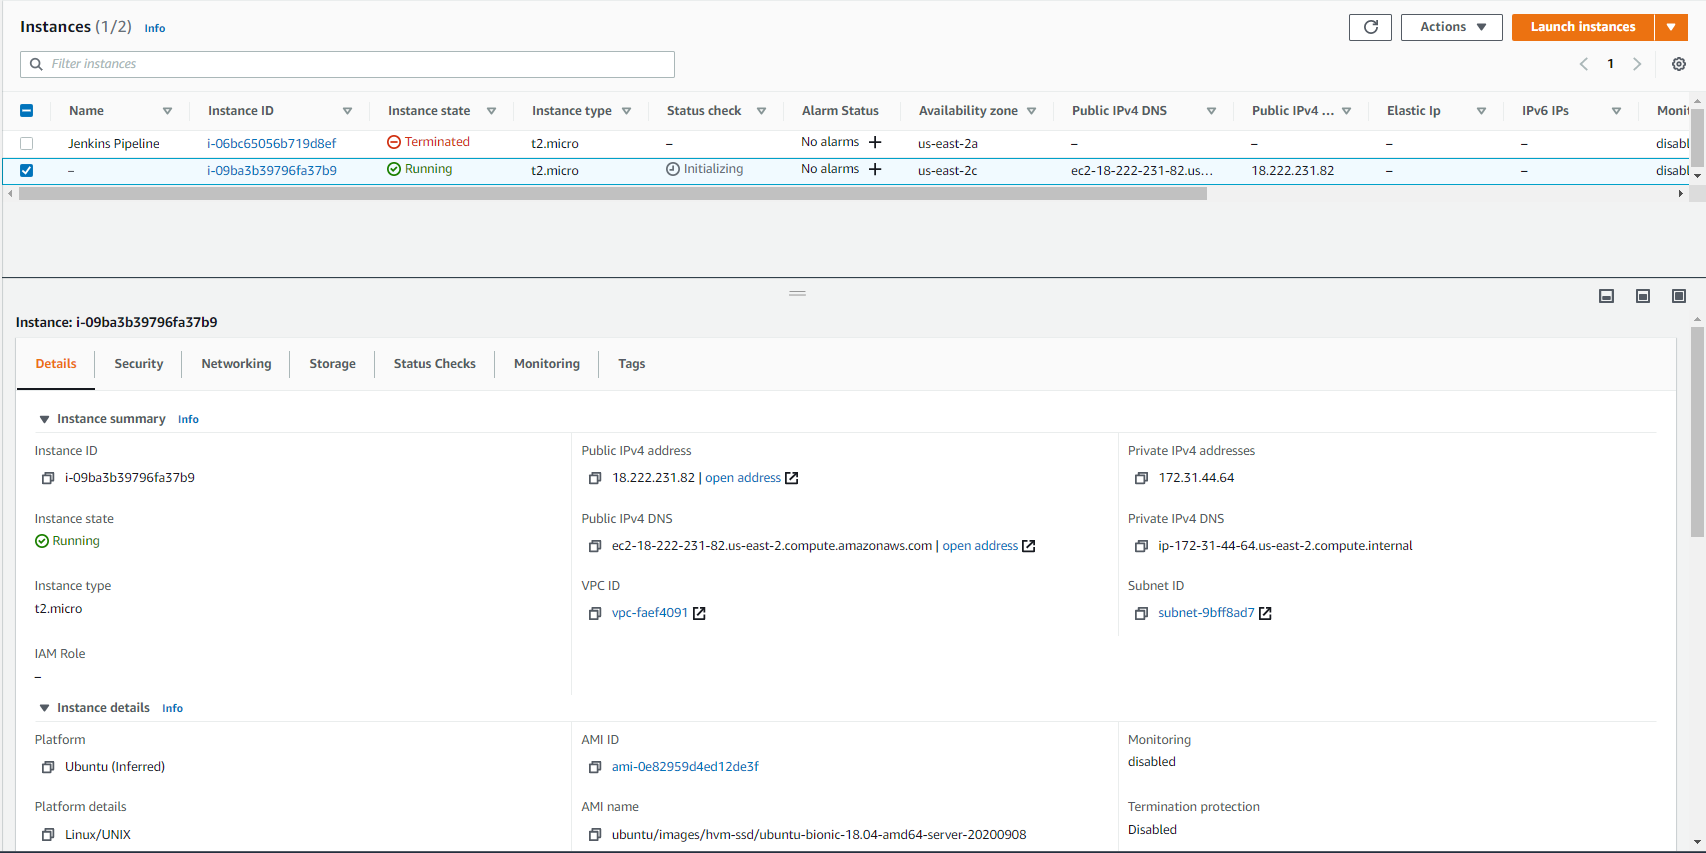 Instances (1/2) Info
Actions
Launch instances
Filter instances
1
Name Instance ID Instance state Instance type Status check Alarm Status Availability zone Public IPv4 DNS Public IPv4 ... Elastic Ip IPv6 IPs Monit
Jenkins Pipeline i-06bc65056b719d8ef Terminated t2.micro – No alarms + us-east-2a – – – – disabl
– i-09ba3b39796fa37b9 Running t2.micro Initializing No alarms + us-east-2c ec2-18-222-231-82.us... 18.222.231.82 – – disabl
Instance: i-09ba3b39796fa37b9
Details Security Networking Storage Status Checks Monitoring Tags
Instance summary Info
Instance ID Public IPv4 address Private IPv4 addresses
i-09ba3b39796fa37b9 18.222.231.82 | open address 172.31.44.64
Instance state Public IPv4 DNS Private IPv4 DNS
Running ec2-18-222-231-82.us-east-2.compute.amazonaws.com | open address ip-172-31-44-64.us-east-2.compute.internal
Instance type VPC ID Subnet ID
t2.micro vpc-faef4091 subnet-9bff8ad7
IAM Role
–
Instance details Info
Platform AMI ID Monitoring
Ubuntu (Inferred) ami-0e82959d4ed12de3f disabled
Platform details AMI name Termination protection
Linux/UNIX ubuntu/images/hvm-ssd/ubuntu-bionic-18.04-amd64-server-20200908 Disabled